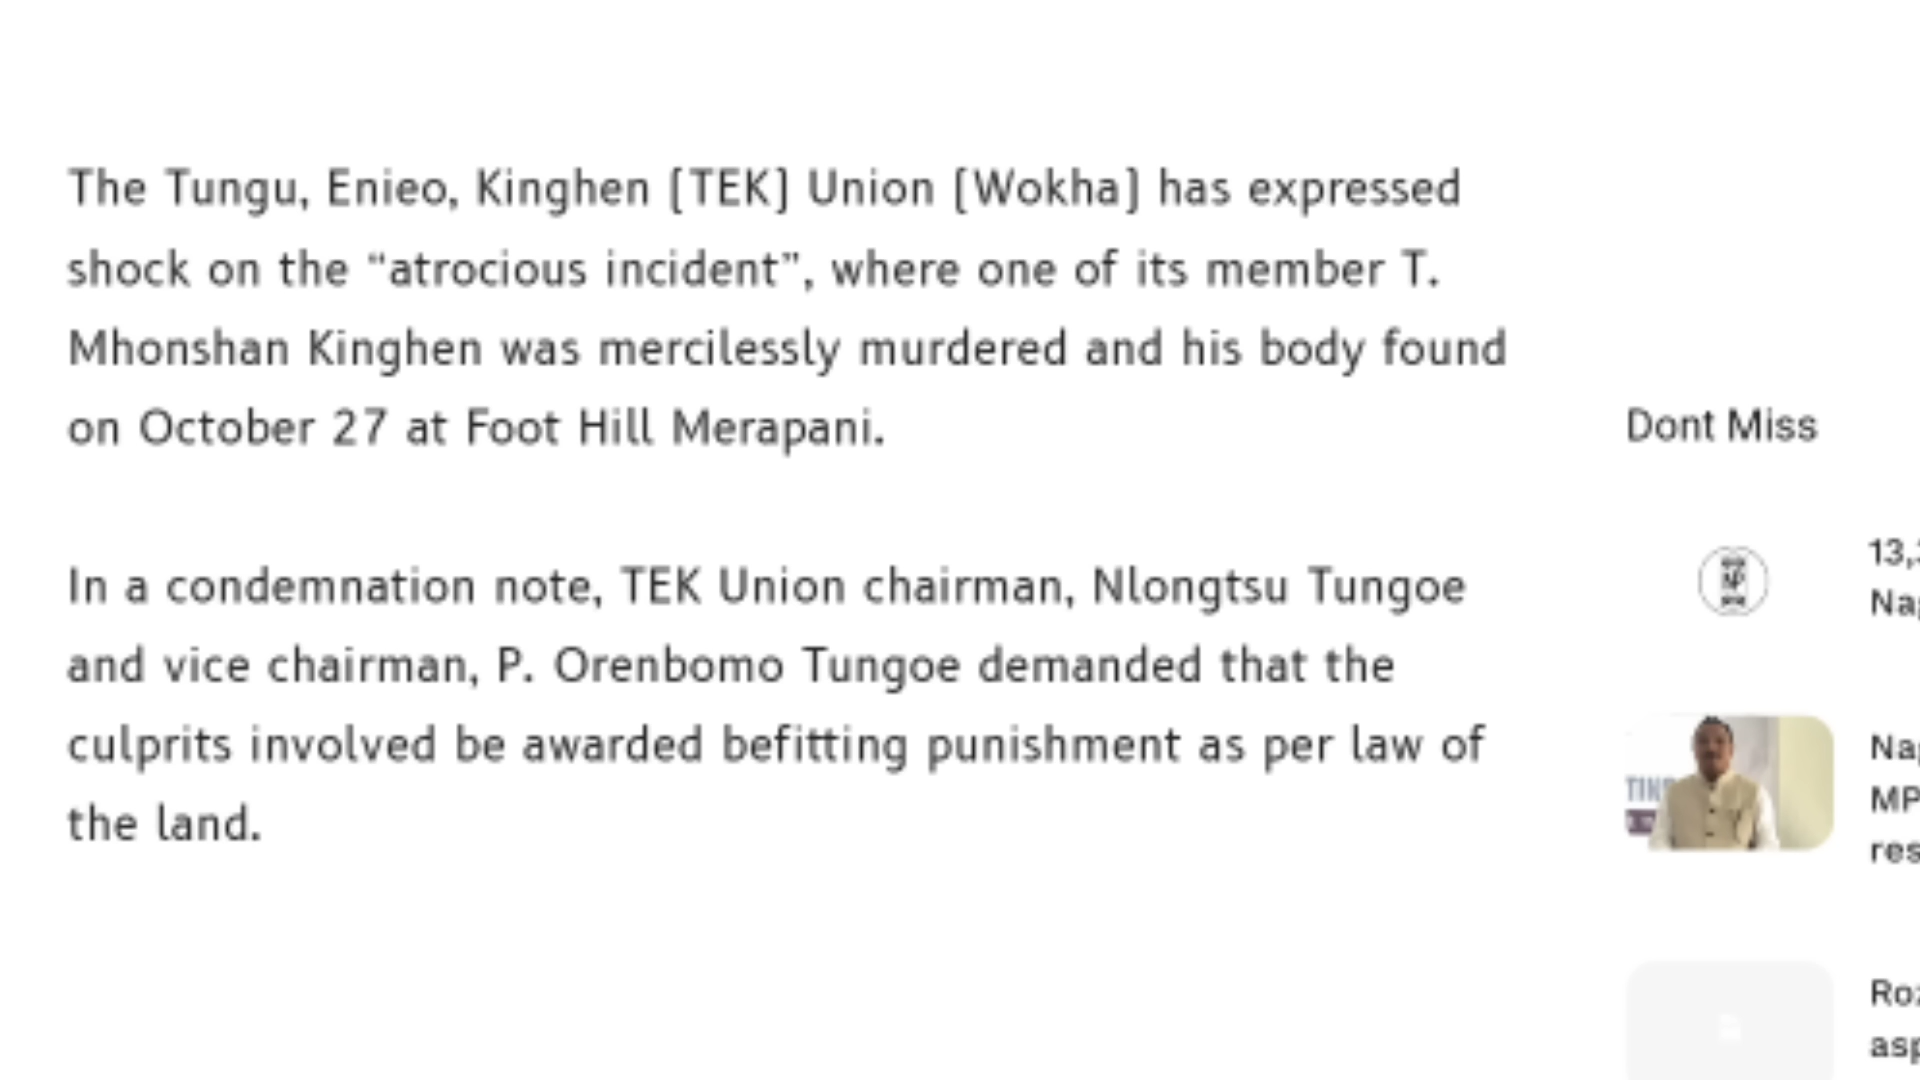 The Tungu, Enieo, Kinghen [TEK] Union [Wokha] has expressed
shock on the “atrocious incident”, where one of its member T.
Mhonshan Kinghen was mercilessly murdered and his body found
on October 27 at Foot Hill Merapani.
In a condemnation note, TEK Union chairman, Nlongtsu Tungoe
and vice chairman, P. Orenbomo Tungoe demanded that the
culprits involved be awarded befitting punishment as per law of
the land.
Dont Miss
NP
MP